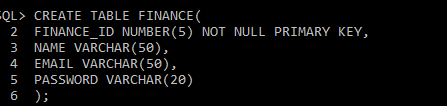 SQL> CREATE TABLE FINANCE(
2 FINANCE_ID NUMBER(5) NOT NULL PRIMARY KEY,
3 NAME VARCHAR(50),
4 EMAIL VARCHAR(50),
5 PASSWORD VARCHAR(20)
6 );